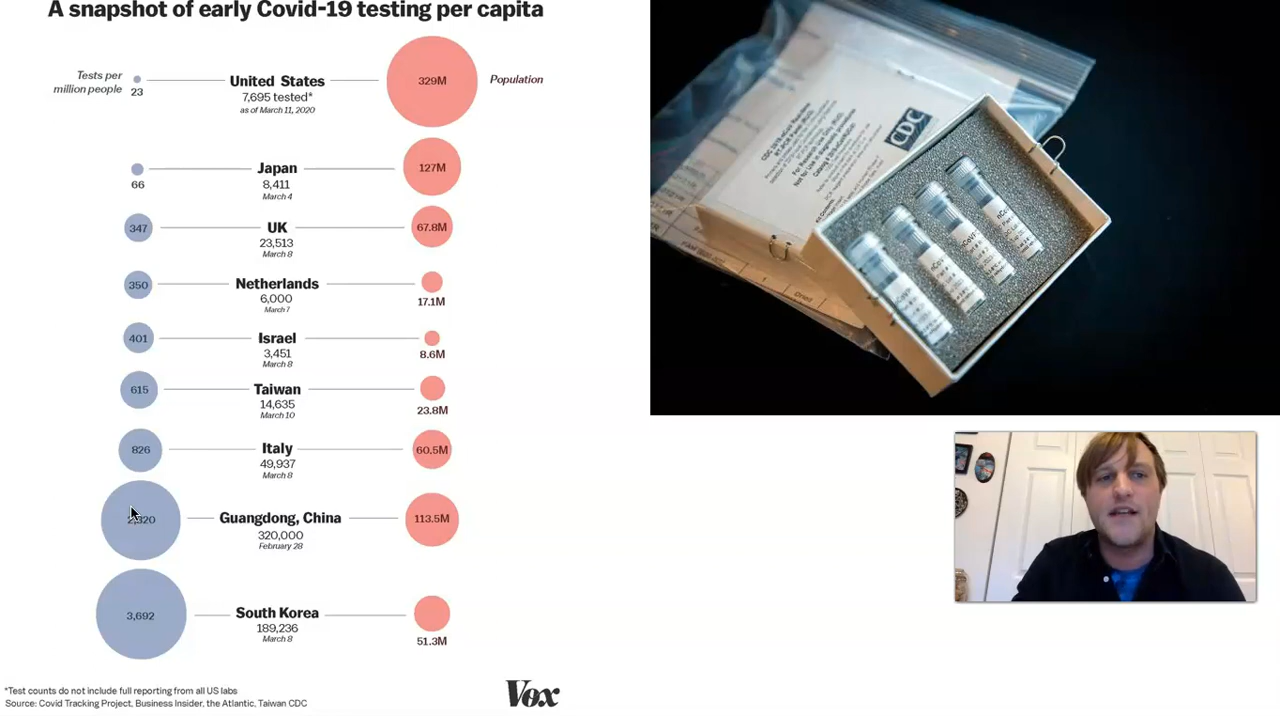 A snapshot of early Covid-19 testing per capita
Tests per
million people
23
United States
7,695 tested*
as of March 11, 2020
329M
Population
66
Japan
8,411
March 4
127M
347
UK
23,513
March 8
67.8M
350
Netherlands
6,000
March 7
17.1M
401
Israel
3,451
March 8
8.6M
615
Taiwan
14,635
March 10
23.8M
826
Italy
49,937
March 8
60.5M
Guangdong, China
320,000
February 28
113.5M
3,692
South Korea
189,236
March 8
51.3M
*Test counts do not include full reporting from all US labs
Source: Covid Tracking Project, Business Insider, the Atlantic, Taiwan CDC
Vox
CDC
For Research Use Only